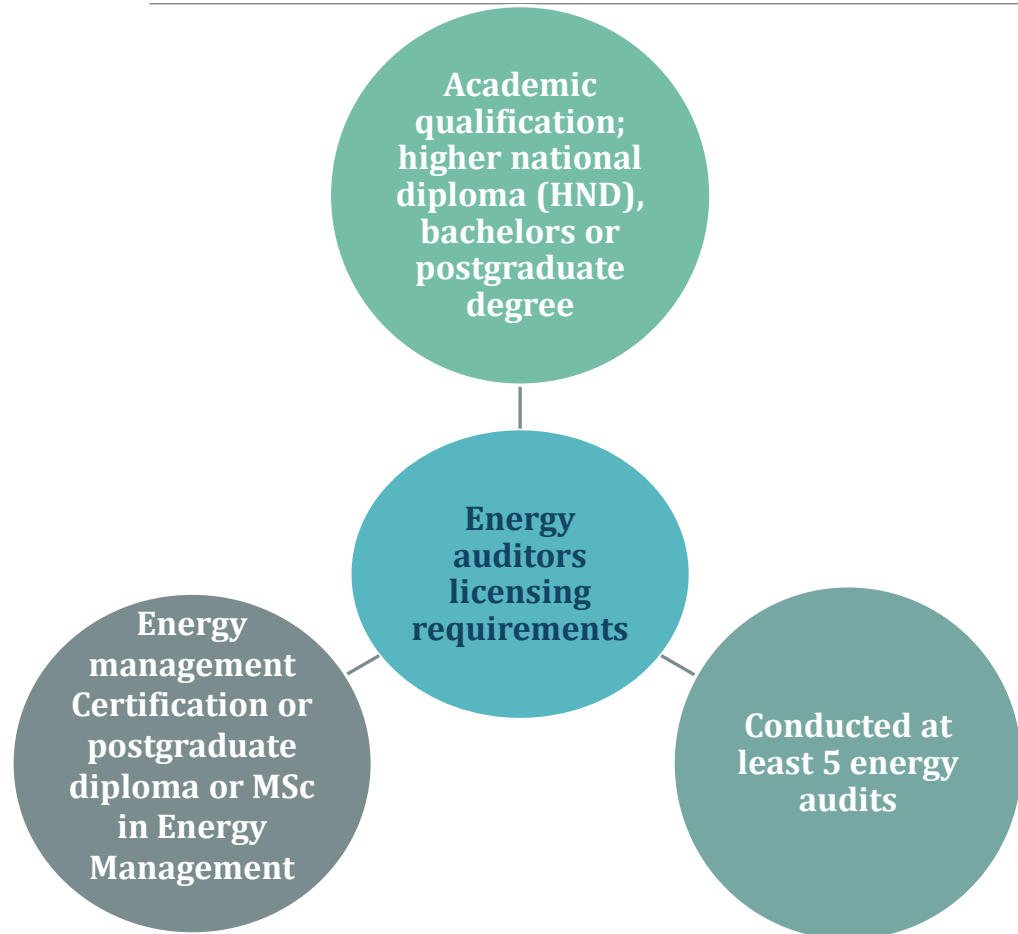 Academic
qualification;
higher national
diploma (HND),
bachelors or
postgraduate
degree
Energy
auditors
licensing
requirements
Energy
management
Certification or
postgraduate
diploma or MSc
in Energy
Management
Conducted at
least 5 energy
audits